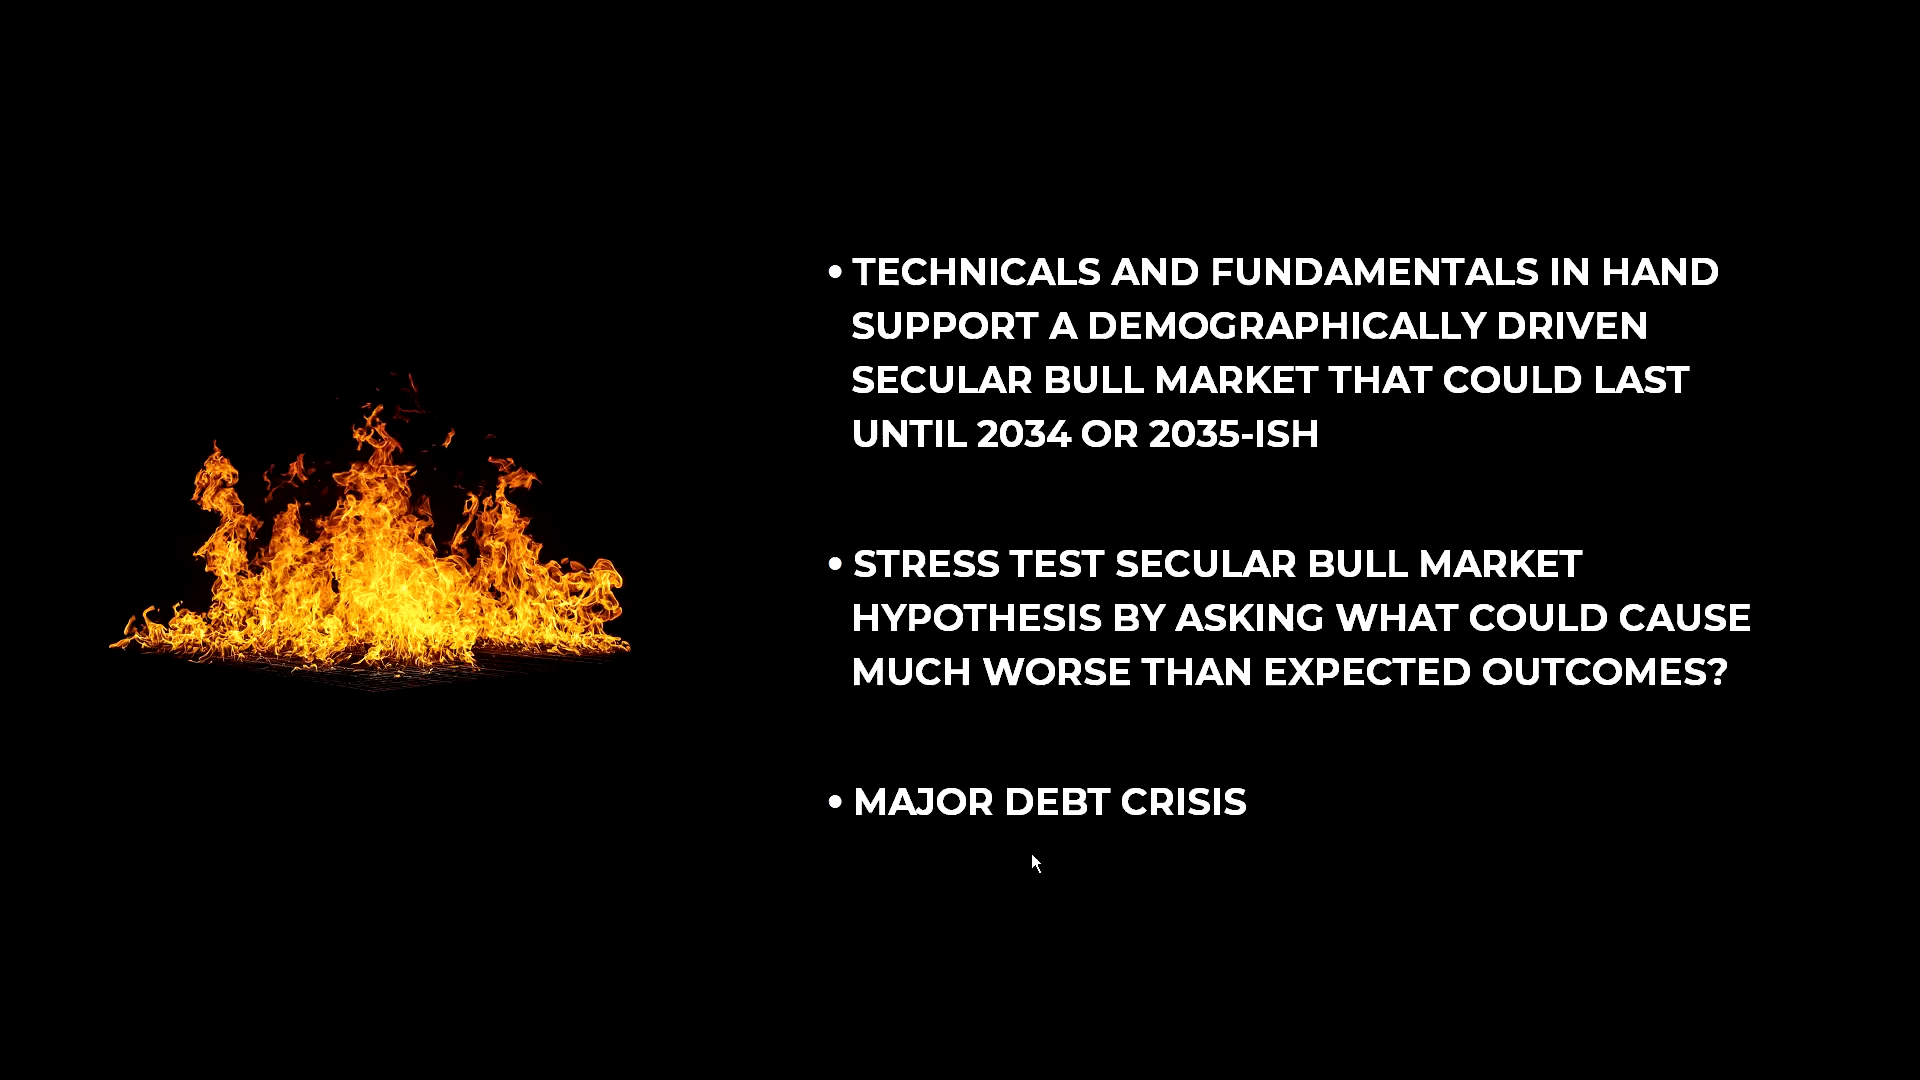 • TECHNICALS AND FUNDAMENTALS IN HAND
SUPPORT A DEMOGRAPHICALLY DRIVEN
SECULAR BULL MARKET THAT COULD LAST
UNTIL 2034 OR 2035-ISH
• STRESS TEST SECULAR BULL MARKET
HYPOTHESIS BY ASKING WHAT COULD CAUSE
MUCH WORSE THAN EXPECTED OUTCOMES?
• MAJOR DEBT CRISIS